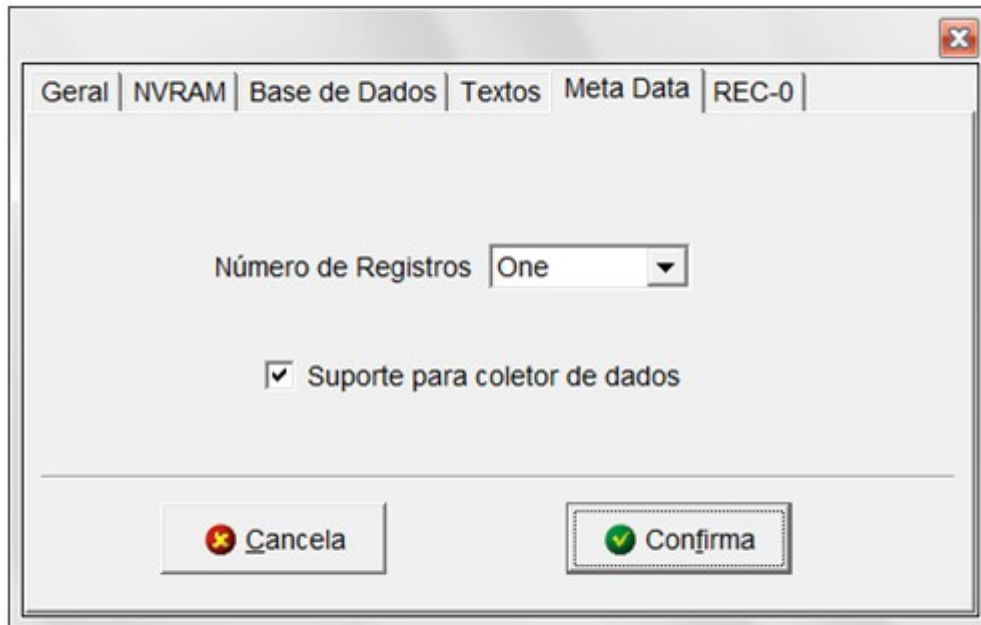 Geral NVRAM Base de Dados Textos Meta Data REC-0
Número de Registros One
Suporte para coletor de dados
Cancela Confirma